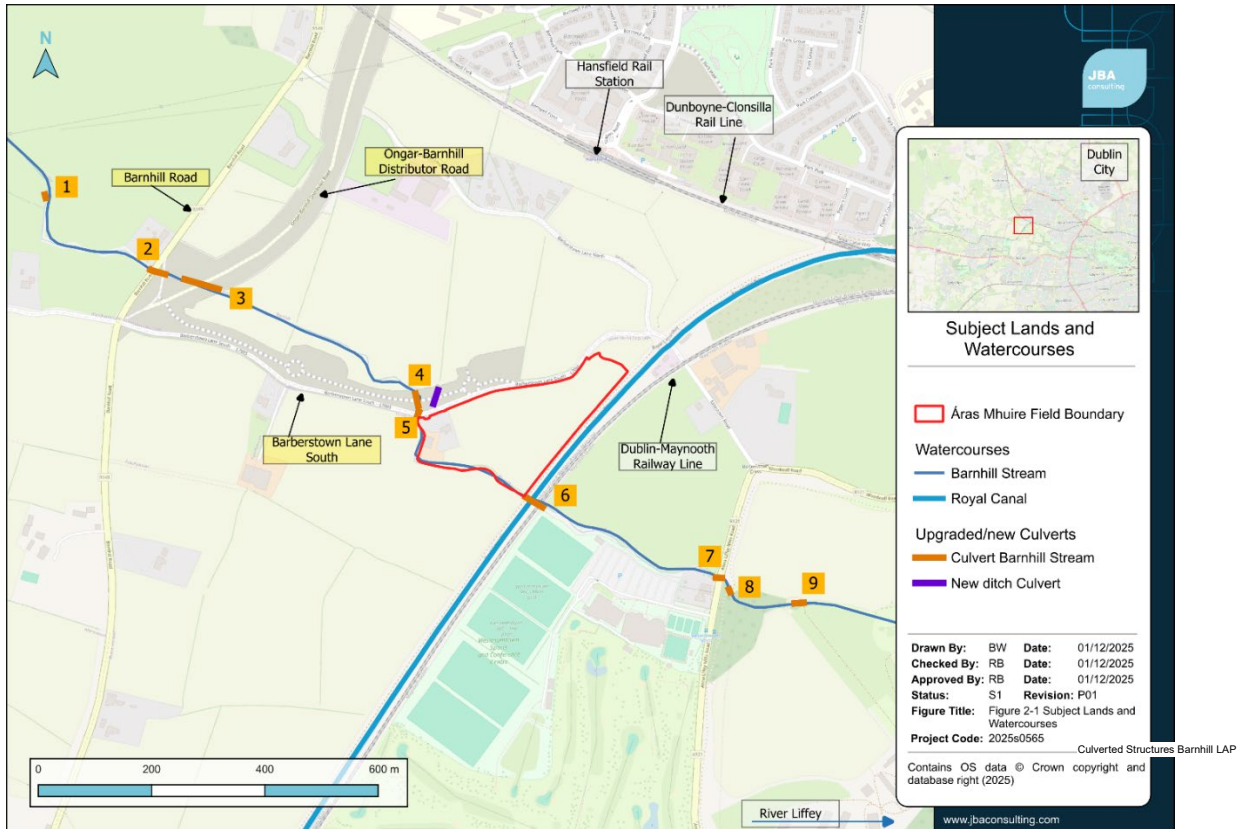 N
Hansfield Rail
Station
Dunboyne-Clonsilla
Rail Line
Ongar-Barnhill
Distributor Road
Barnhill Road
1
2
3
4
5
6
7
8
9
Barberstown Lane
South
Dublin-Maynooth
Railway Line
Barberstown Lane North
Barberstown Lane South
0 200 400 600 m
River Liffey
JBA
consulting
Dublin
City
Subject Lands and
Watercourses
Áras Mhuire Field Boundary
Watercourses
Barnhill Stream
Royal Canal
Upgraded/new Culverts
Culvert Barnhill Stream
New ditch Culvert
Drawn By: BW Date: 01/12/2025
Checked By: RB Date: 01/12/2025
Approved By: RB Date: 01/12/2025
Status: S1 Revision: P01
Figure Title: Figure 2-1 Subject Lands and
Watercourses
Project Code: 2025s0565
Culverted Structures Barnhill LAP
Contains OS data © Crown copyright and
database right (2025)
www.jbaconsulting.com